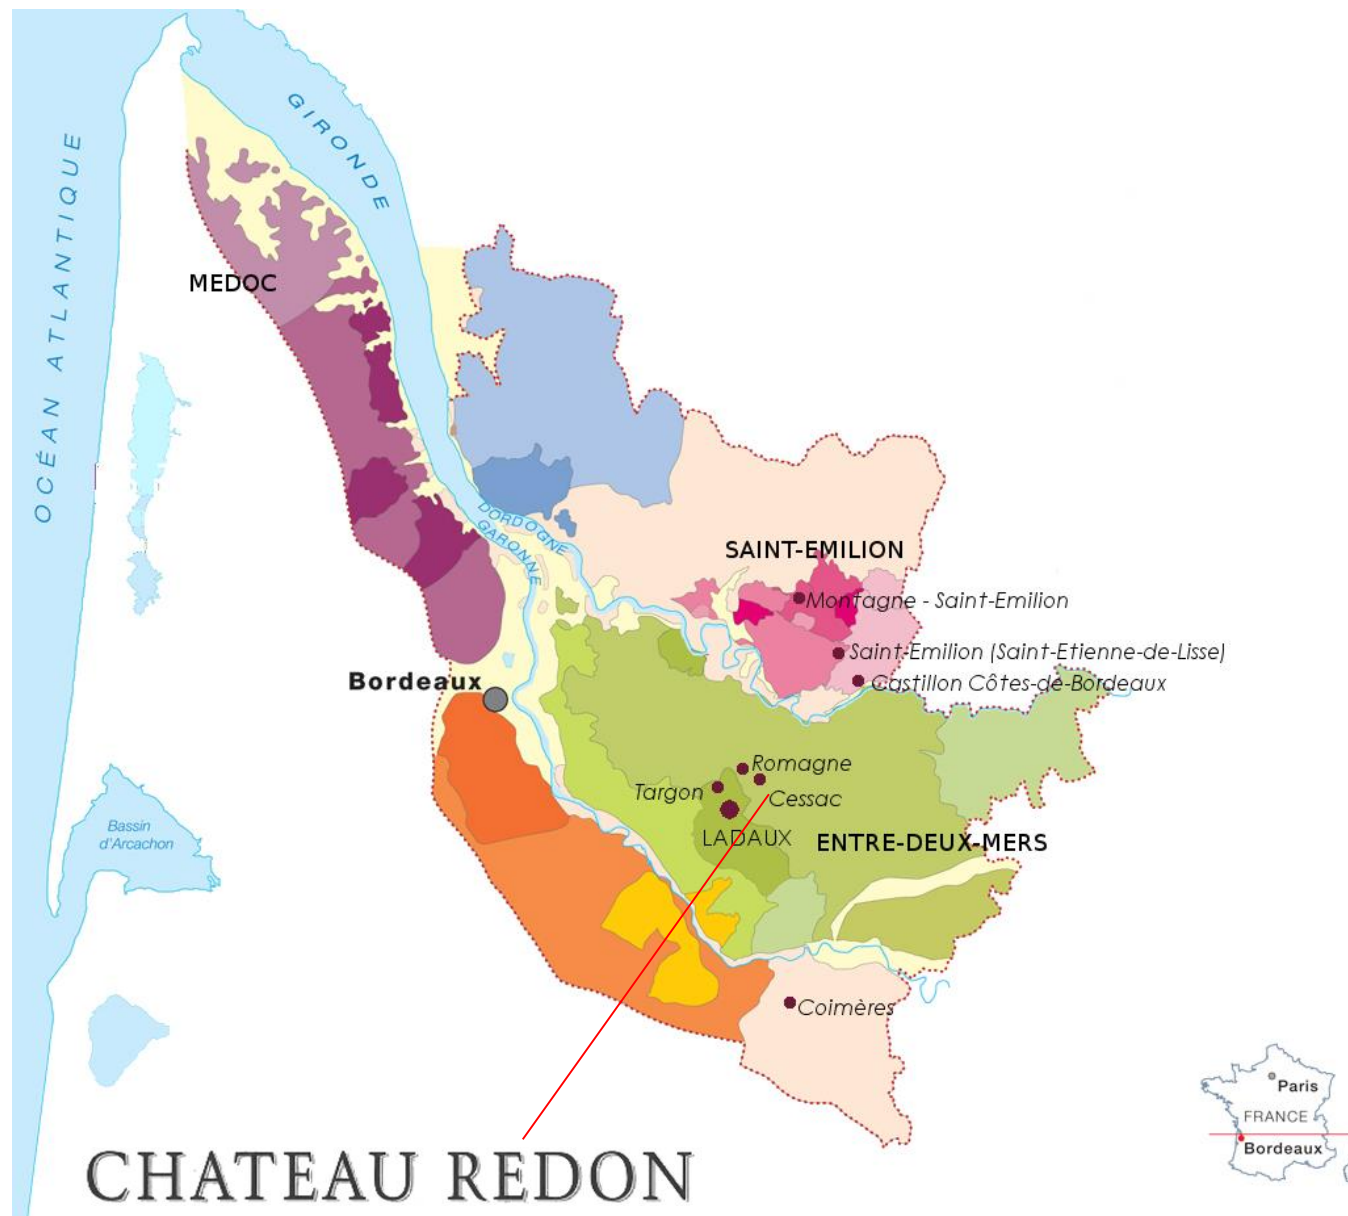 GIRONDE
OCÉAN ATLANTIQUE
MEDOC
DORDOGNE
GARONNE
SAINT-EMILION
Montagne - Saint-Emilion
Saint-Emilion (Saint-Etienne-de-Lisse)
Castillon Côtes-de-Bordeaux
Bordeaux
Romagne
Targon
Cessac
LADAUX
ENTRE-DEUX-MERS
Bassin
d'Arcachon
Coimères
Paris
FRANCE
Bordeaux
CHATEAU REDON